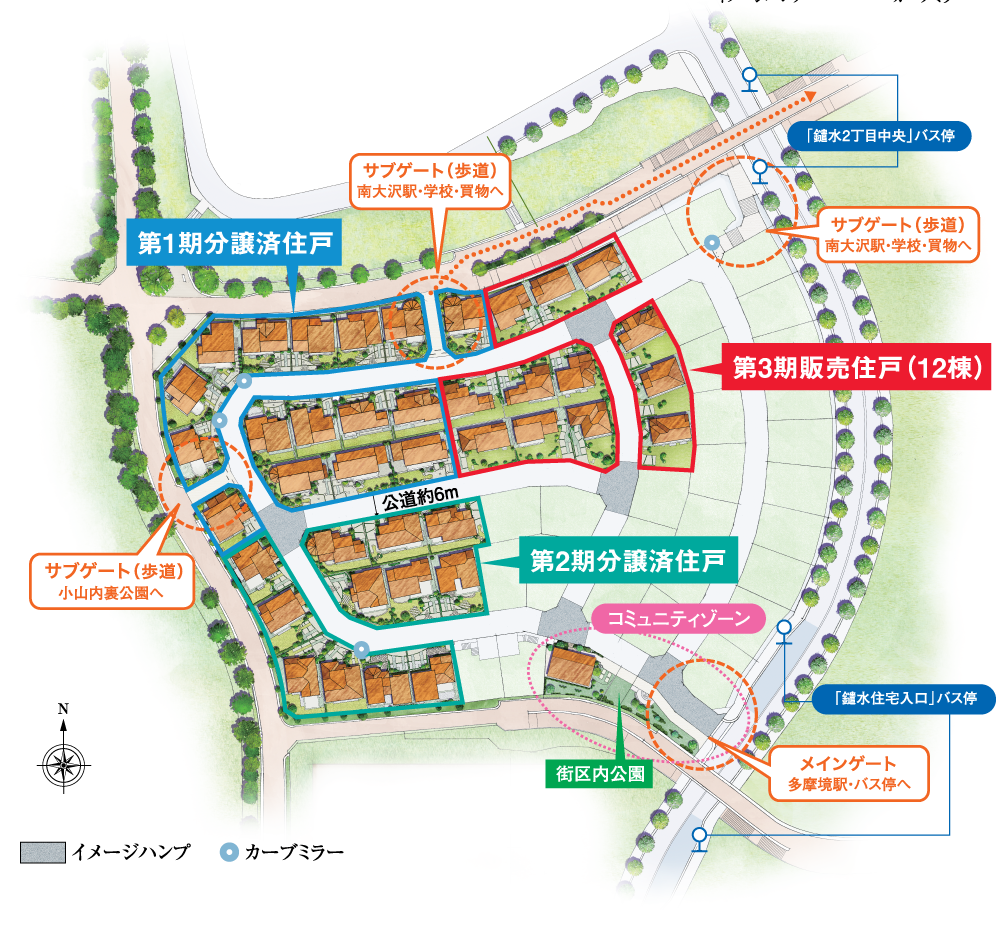 「鑓水2丁目中央」バス停
サブゲート（歩道）
南大沢駅・学校・買物へ
サブゲート（歩道）
南大沢駅・学校・買物へ
第1期分譲済住戸
第3期販売住戸（12棟）
公道約6m
第2期分譲済住戸
サブゲート（歩道）
小山内裏公園へ
コミュニティゾーン
「鑓水住宅入口」バス停
N
街区内公園
メインゲート
多摩境駅・バス停へ
イメージハンプ
カーブミラー